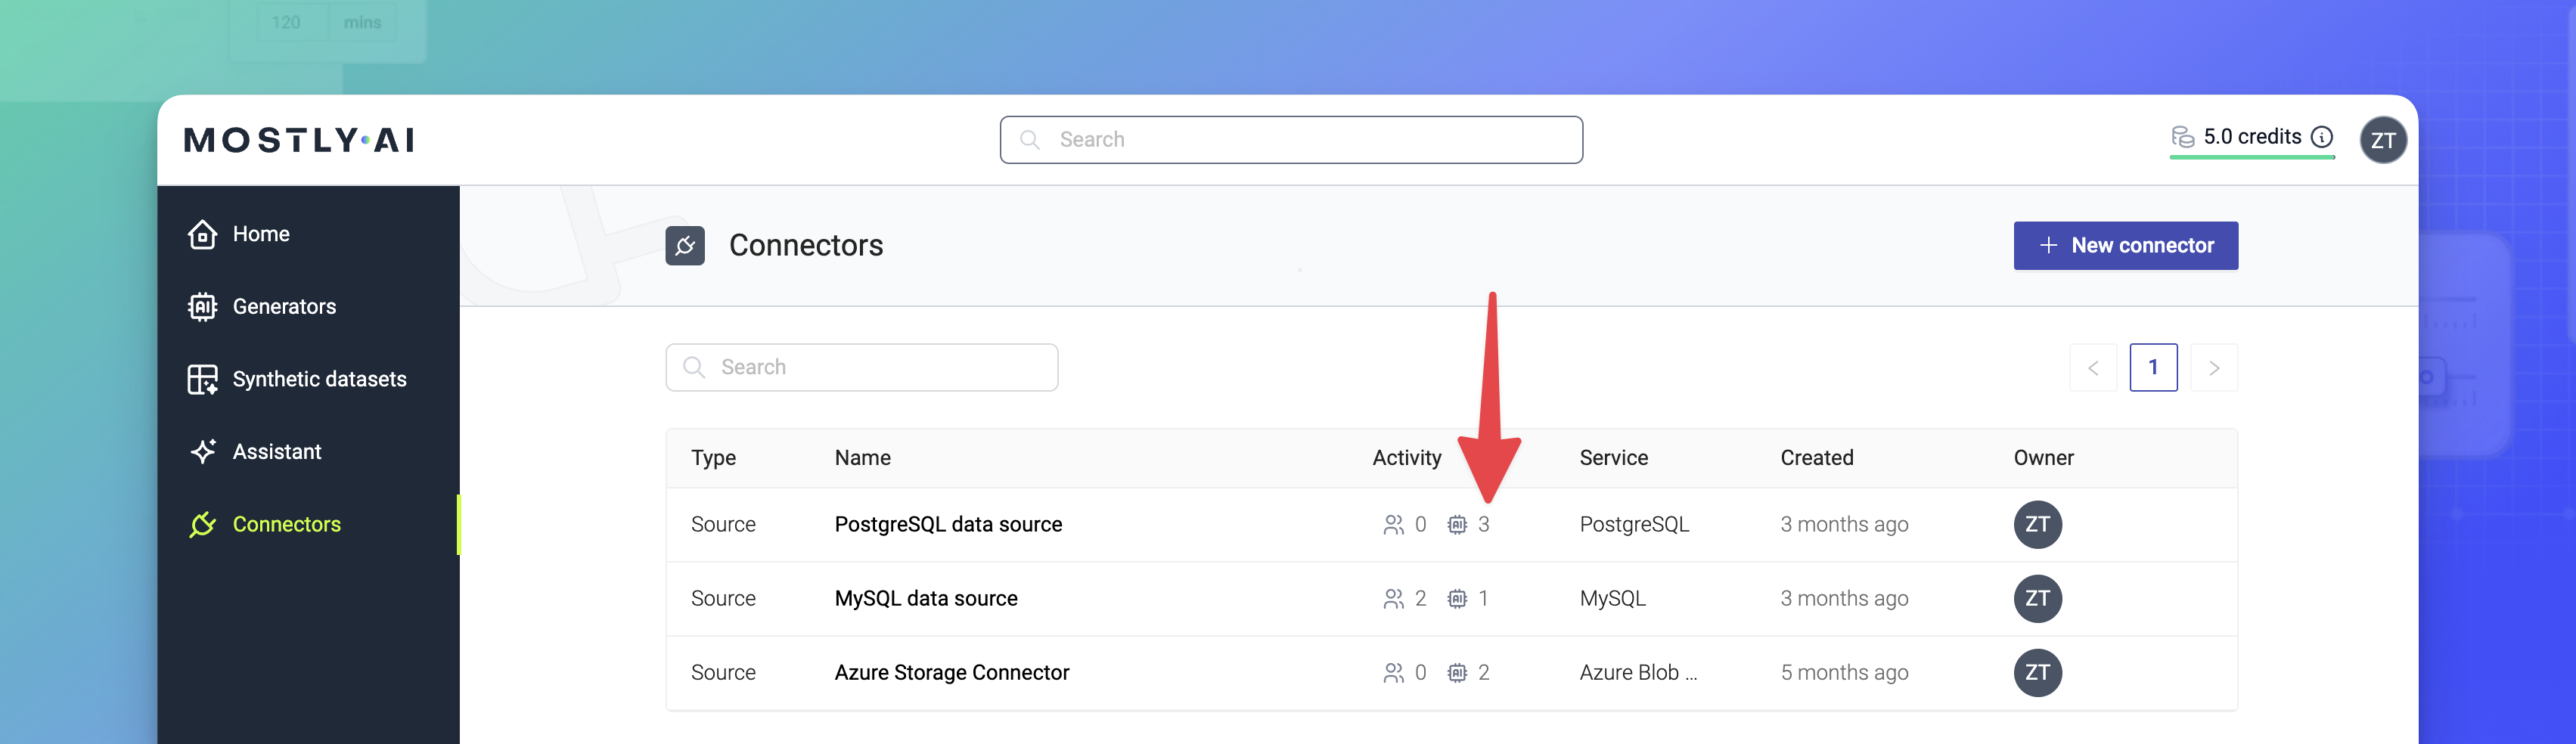 120 mins
MOSTLY AI
Search
5.0 credits
ZT
Home
Generators
Synthetic datasets
Assistant
Connectors
Connectors
+ New connector
Search
< 1 >
Type Name Activity Service Created Owner
Source PostgreSQL data source 0 AI 3 PostgreSQL 3 months ago ZT
Source MySQL data source 2 AI 1 MySQL 3 months ago ZT
Source Azure Storage Connector 0 AI 2 Azure Blob ... 5 months ago ZT